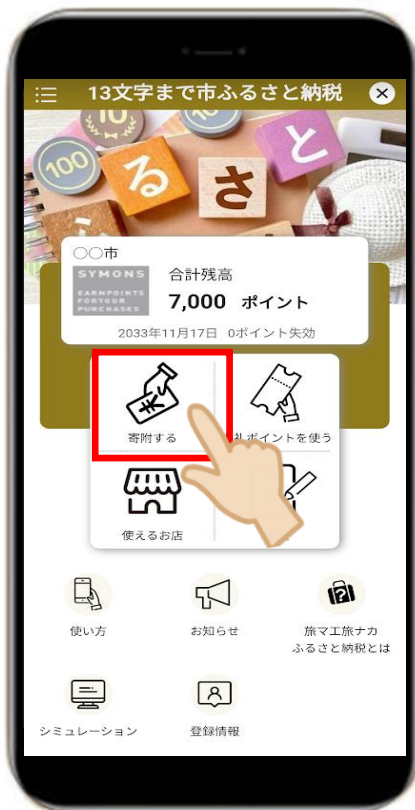 13文字まで市ふるさと納税
10
100
ふ
る
さ
と
〇〇市
SYMONS
EARNPOINTS
FORYOUR
PURCHASES
合計残高
7,000 ポイント
2033年11月17日 0ポイント失効
寄附する
礼ポイントを使う
使えるお店
使い方
お知らせ
旅マエ旅ナカ
ふるさと納税とは
シミュレーション
登録情報